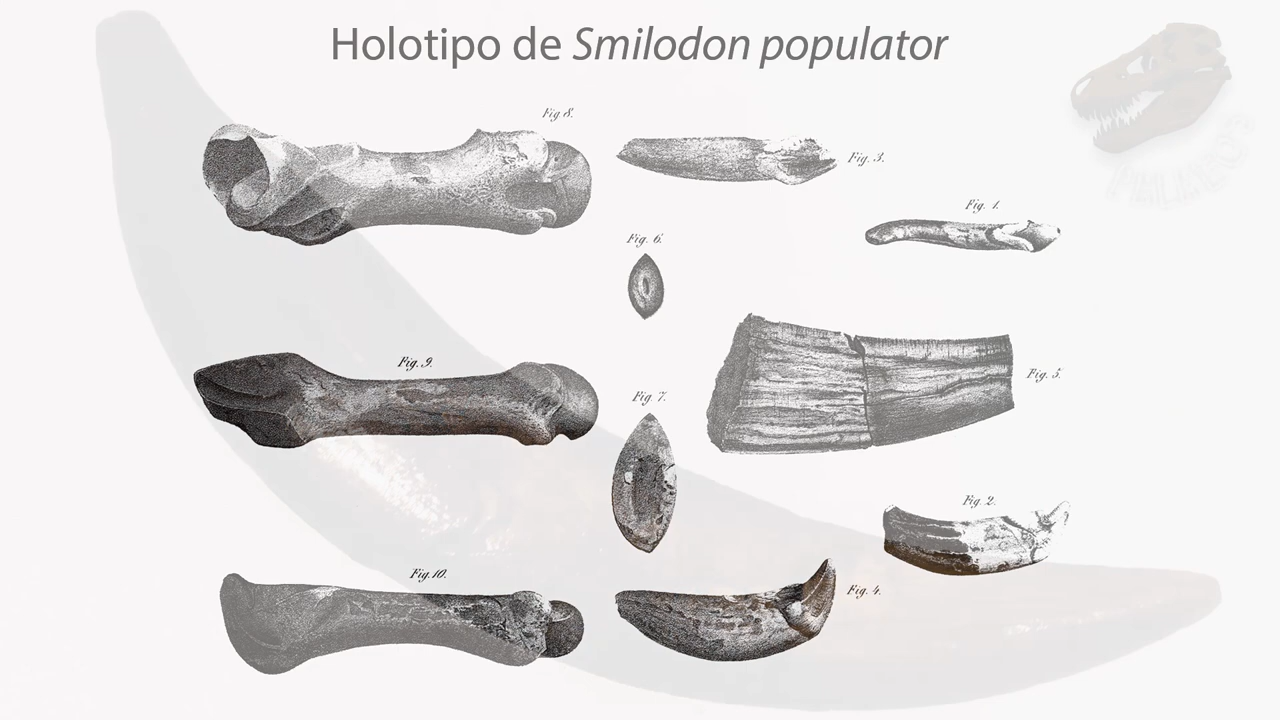 Holotipo de Smilodon populator
Fig 8.
Fig. 3.
Fig. 1.
Fig. 6.
Fig. 9.
Fig. 5.
Fig. 7.
Fig. 2.
Fig. 10.
Fig. 4.